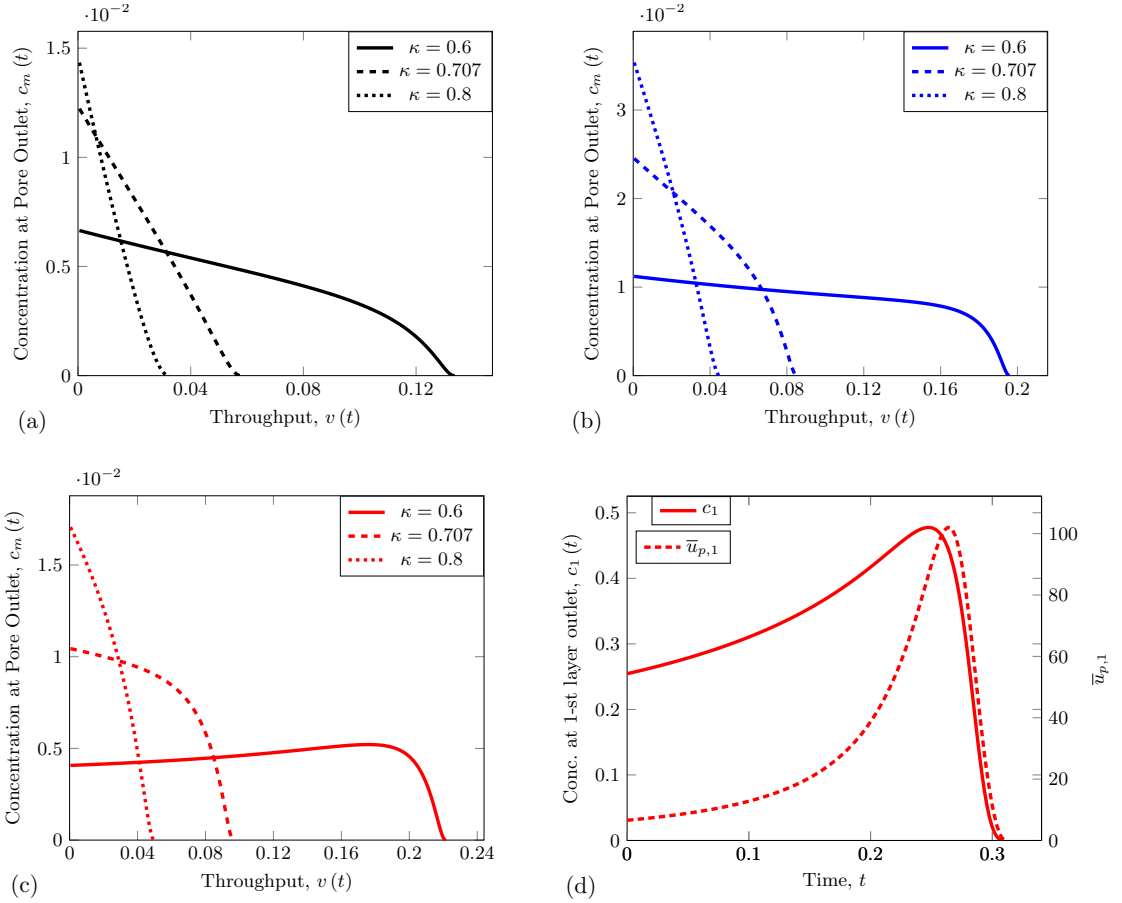 ·10⁻²
Concentration at Pore Outlet, c_m (t)
1.5
1
0.5
0
κ = 0.6
κ = 0.707
κ = 0.8
0 0.04 0.08 0.12
Throughput, v (t)
(a)
·10⁻²
Concentration at Pore Outlet, c_m (t)
3
2
1
0
κ = 0.6
κ = 0.707
κ = 0.8
0 0.04 0.08 0.12 0.16 0.2
Throughput, v (t)
(b)
·10⁻²
Concentration at Pore Outlet, c_m (t)
1.5
1
0.5
0
κ = 0.6
κ = 0.707
κ = 0.8
0 0.04 0.08 0.12 0.16 0.2 0.24
Throughput, v (t)
(c)
Conc. at 1-st layer outlet, c₁ (t)
0.5
0.4
0.3
0.2
0.1
0
c₁
u̅_{p,1}
100
80
60
40
20
0
u̅_{p,1}
0 0.1 0.2 0.3
Time, t
(d)